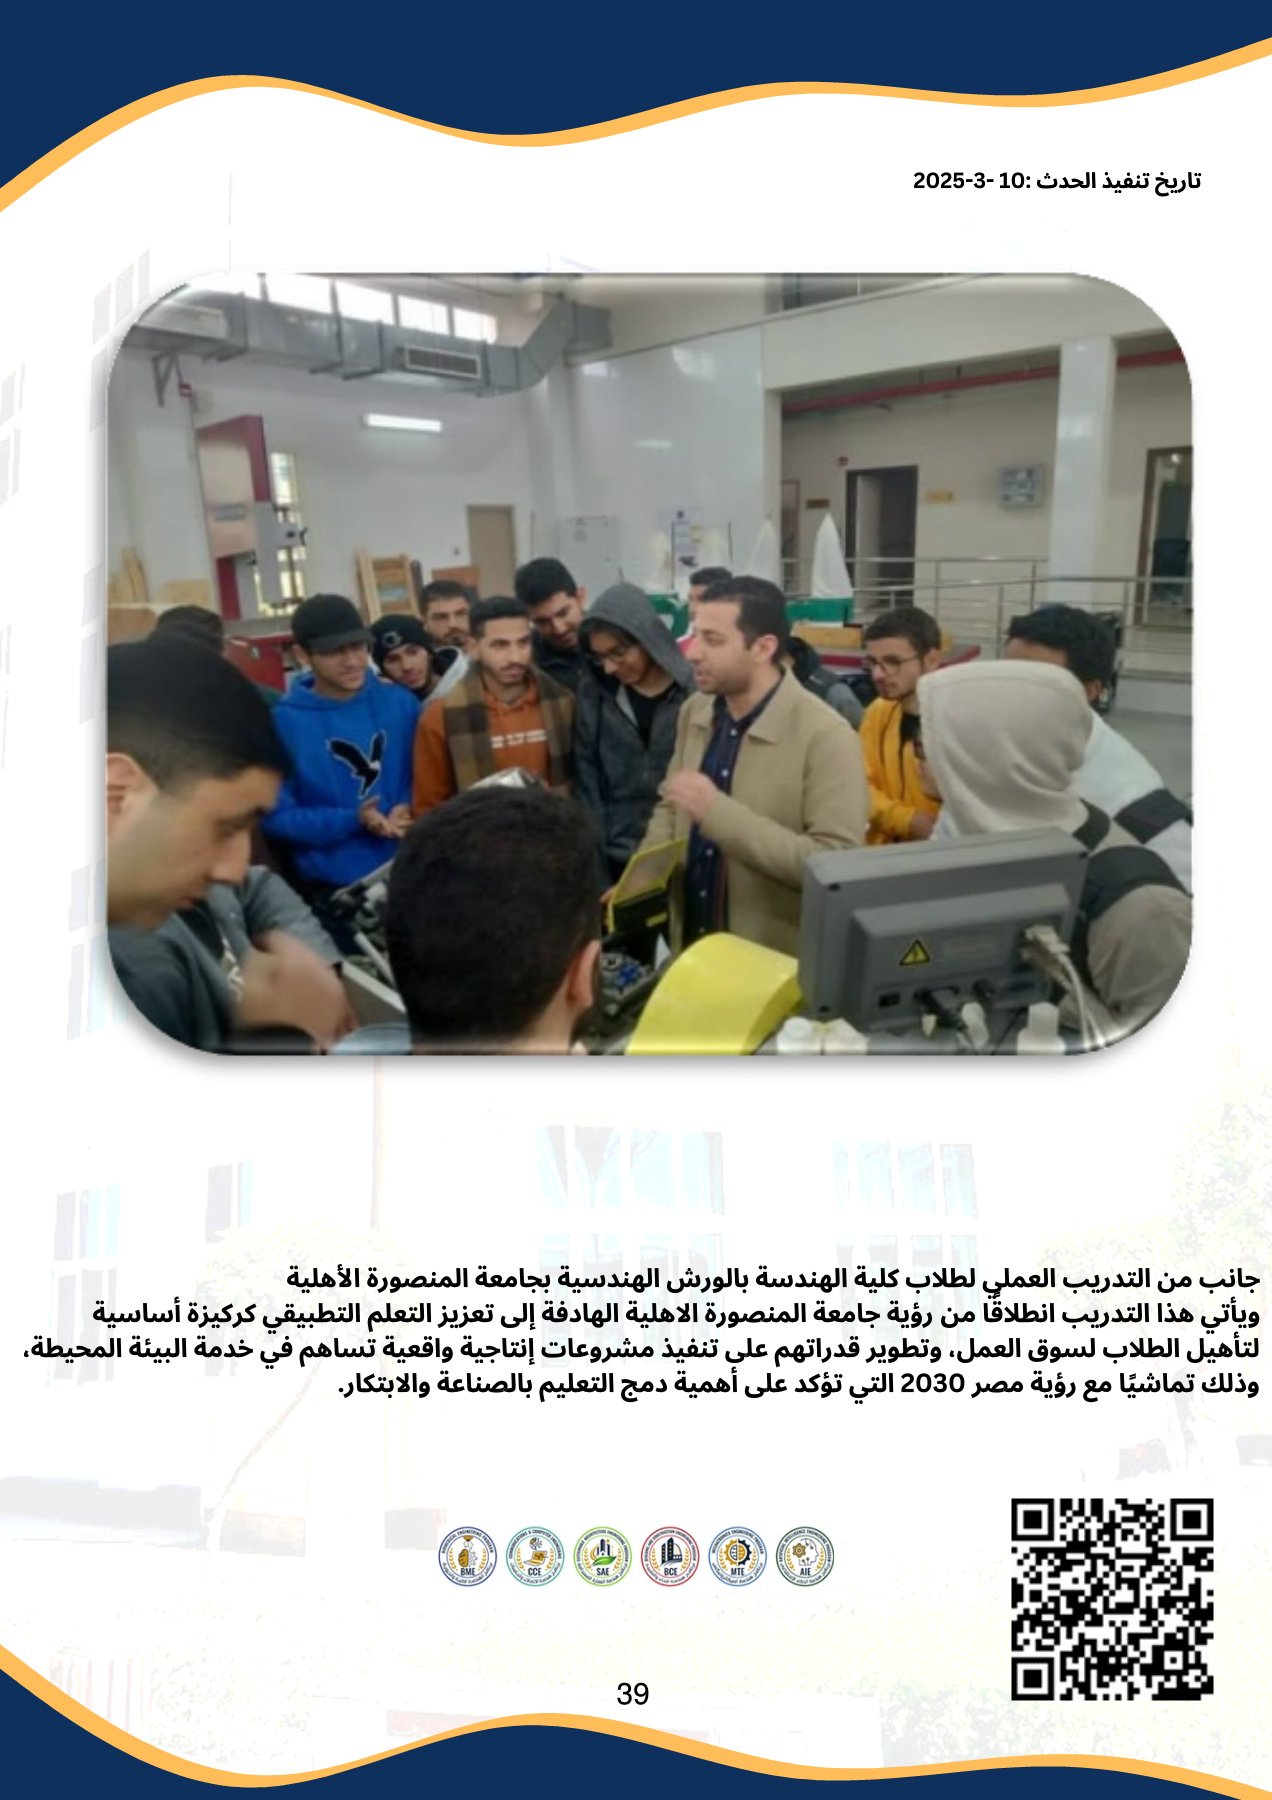 تاريخ تنفيذ الحدث :10 -3-2025
جانب من التدريب العملي لطلاب كلية الهندسة بالورش الهندسية بجامعة المنصورة الأهلية
ويأتي هذا التدريب انطلاقًا من رؤية جامعة المنصورة الاهلية الهادفة إلى تعزيز التعلم التطبيقي كركيزة أساسية
لتأهيل الطلاب لسوق العمل، وتطوير قدراتهم على تنفيذ مشروعات إنتاجية واقعية تساهم في خدمة البيئة المحيطة،
وذلك تماشيًا مع رؤية مصر 2030 التي تؤكد على أهمية دمج التعليم بالصناعة والابتكار.
BME
CCE
SAE
BCE
MTE
AIE
39